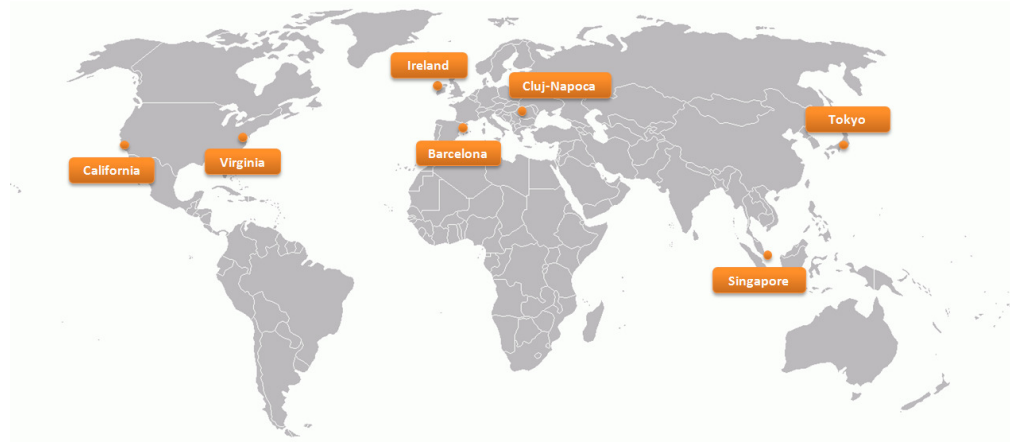 Ireland
Cluj-Napoca
Tokyo
Barcelona
Virginia
California
Singapore